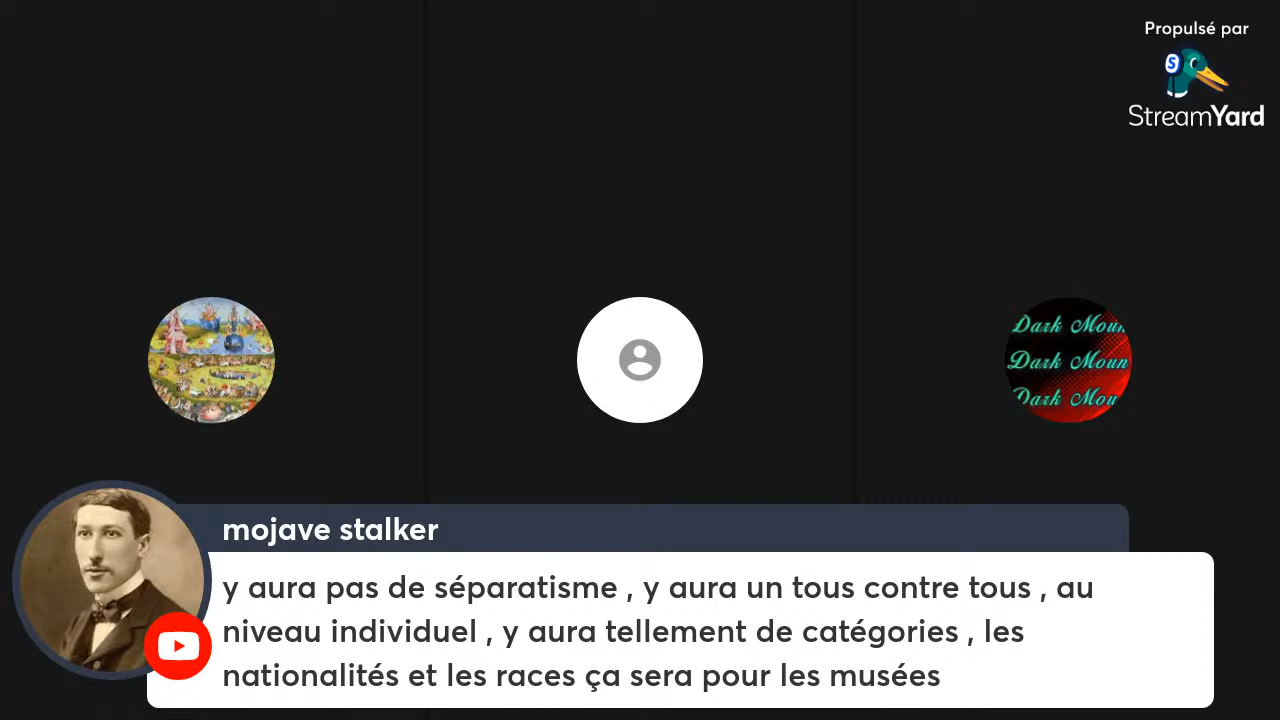 Propulsé par
S
StreamYard
Dark Moun
Dark Moun
Dark Mou
mojave stalker
y aura pas de séparatisme , y aura un tous contre tous , au
niveau individuel , y aura tellement de catégories , les
nationalités et les races ça sera pour les musées